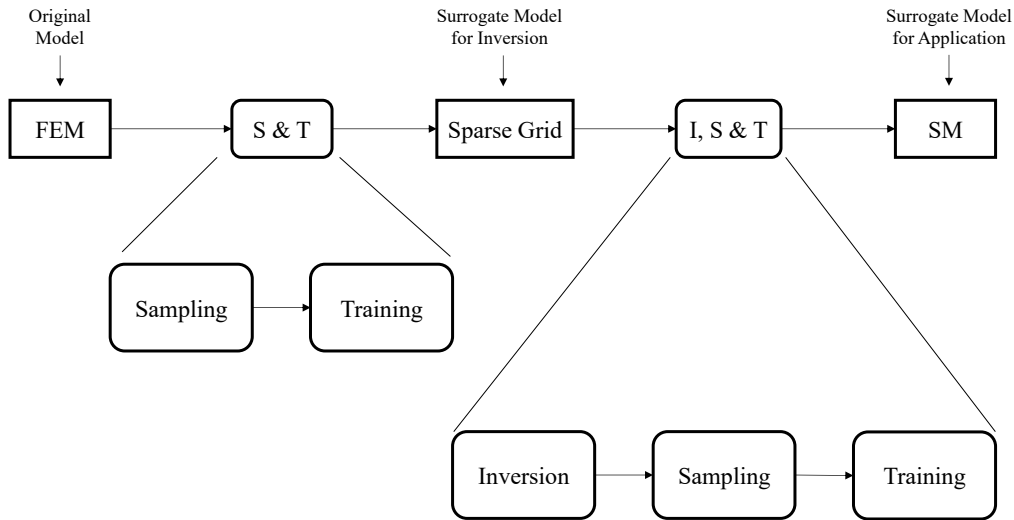 Original
Model
Surrogate Model
for Inversion
Surrogate Model
for Application
FEM
S & T
Sparse Grid
I, S & T
SM
Sampling
Training
Inversion
Sampling
Training